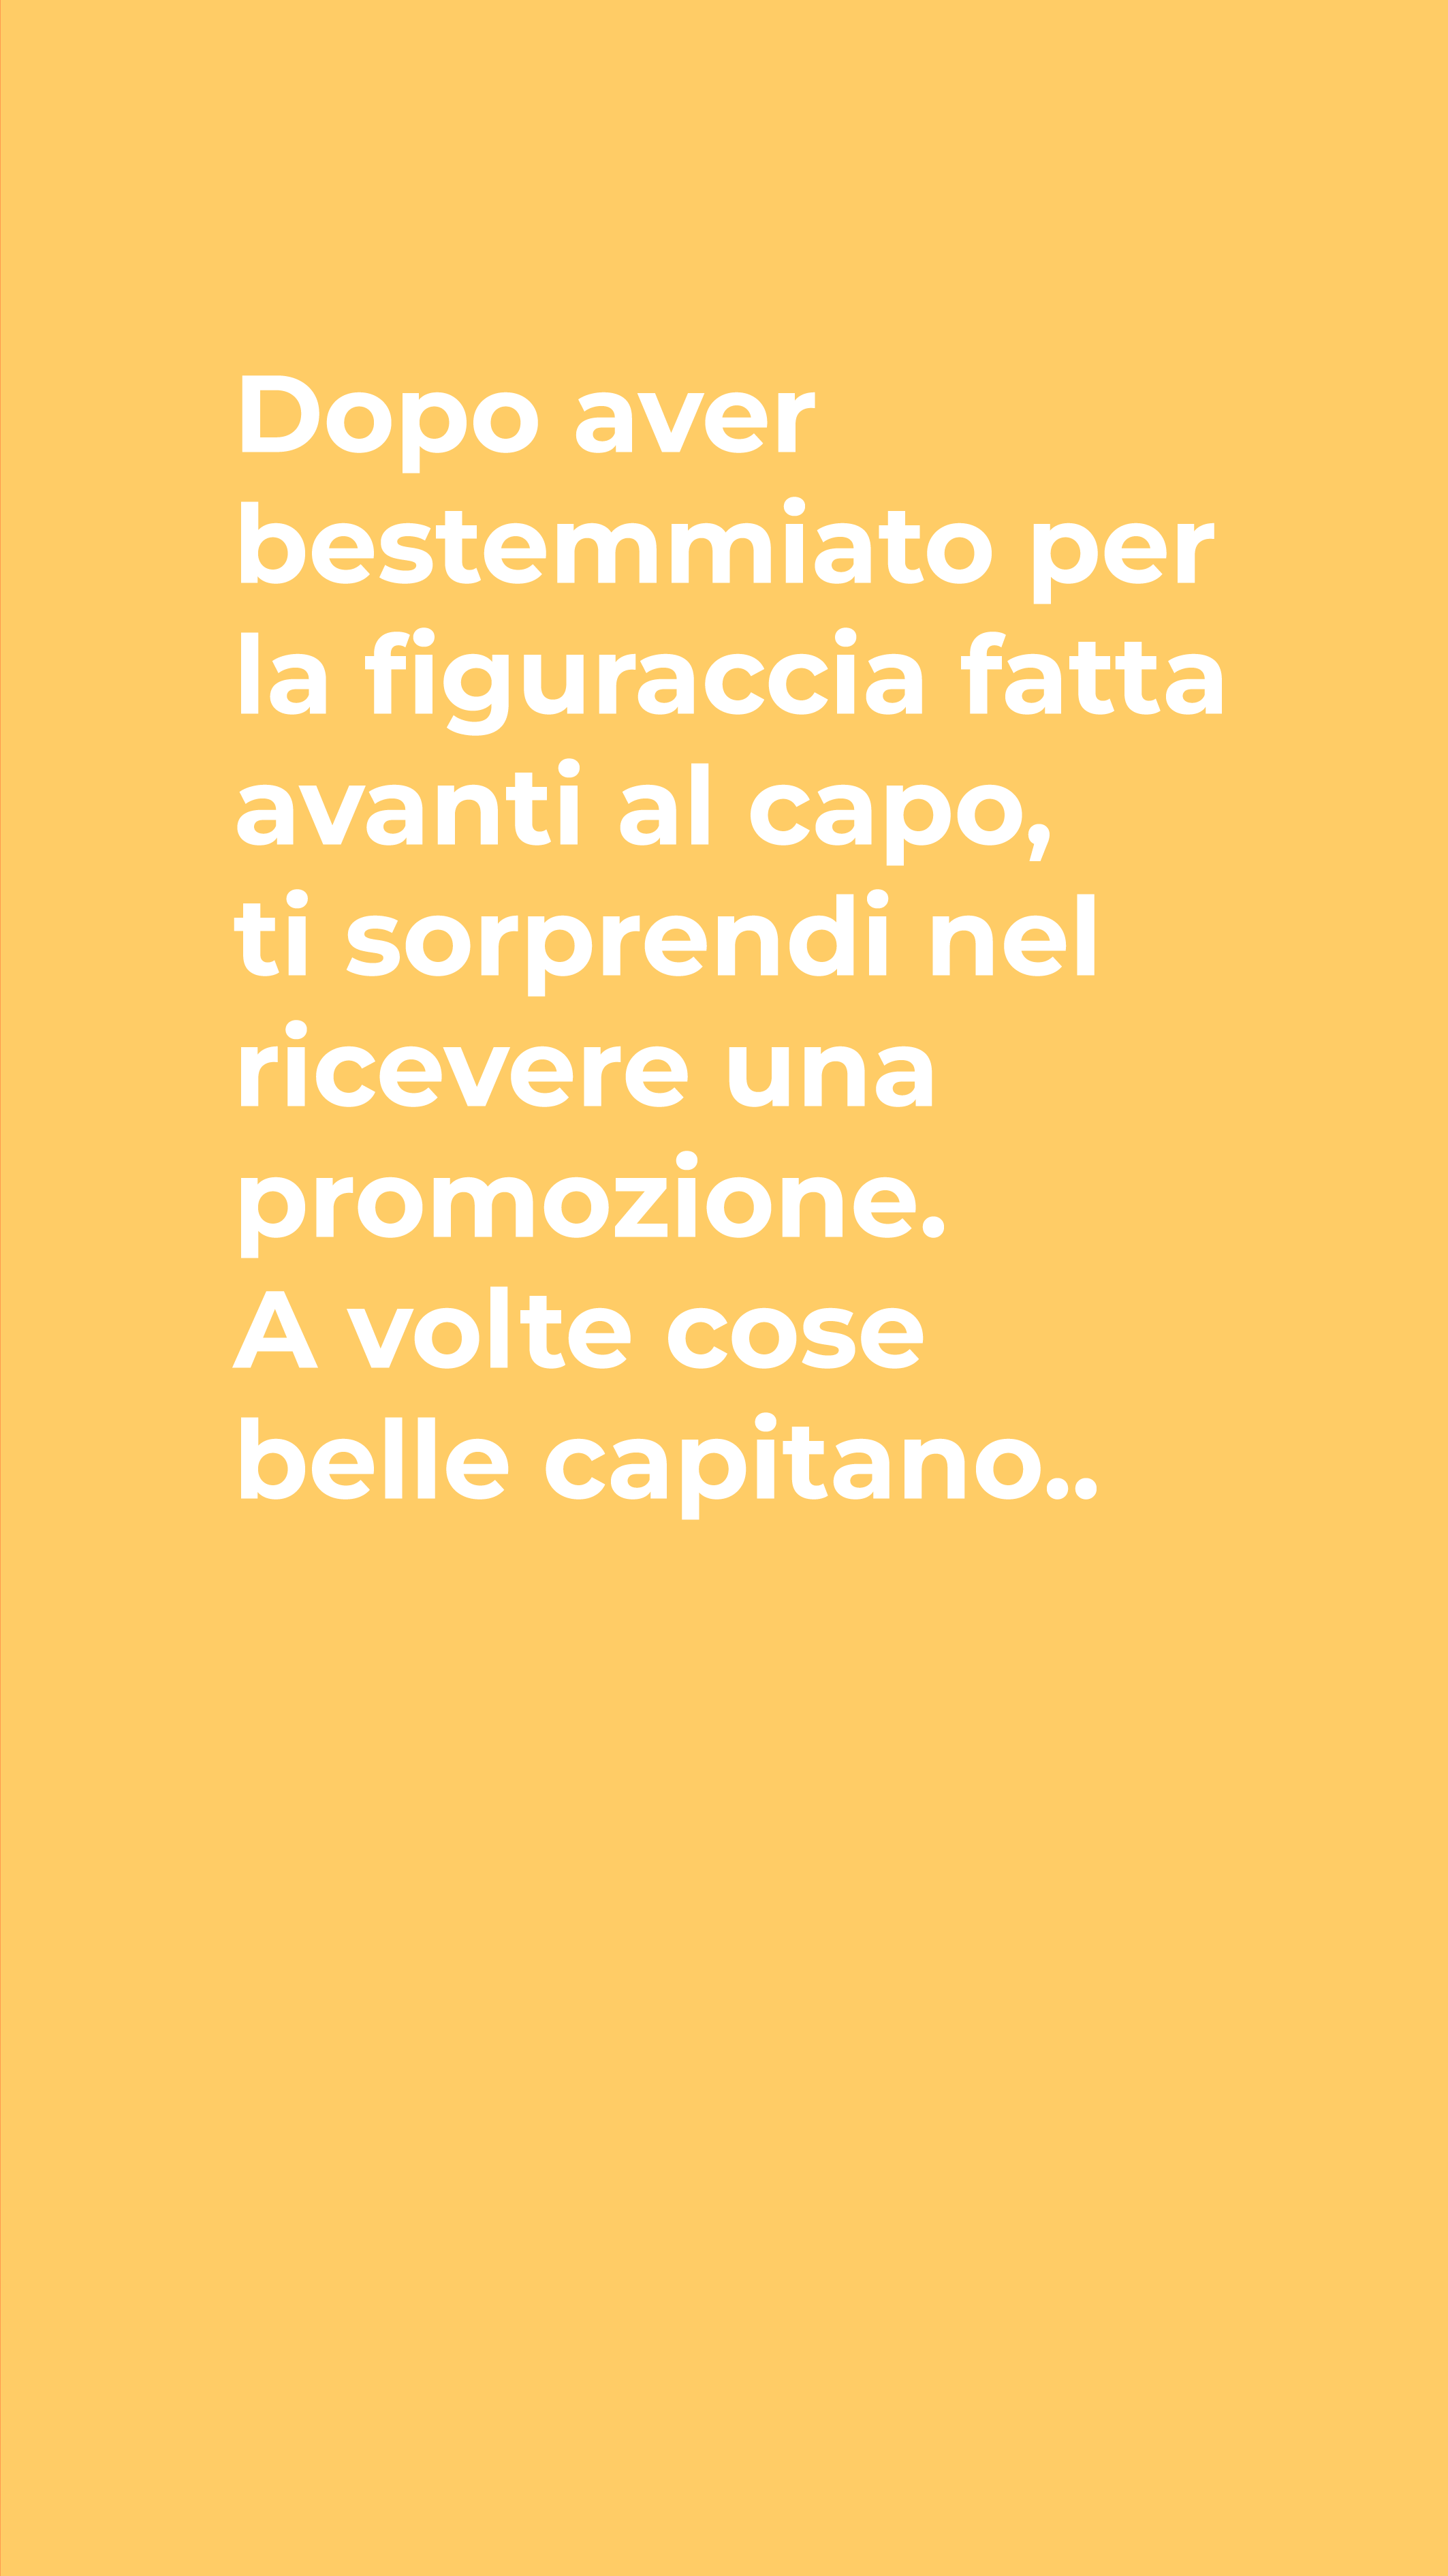 Dopo aver
bestemmiato per
la figuraccia fatta
avanti al capo,
ti sorprendi nel
ricevere una
promozione.
A volte cose
belle capitano..